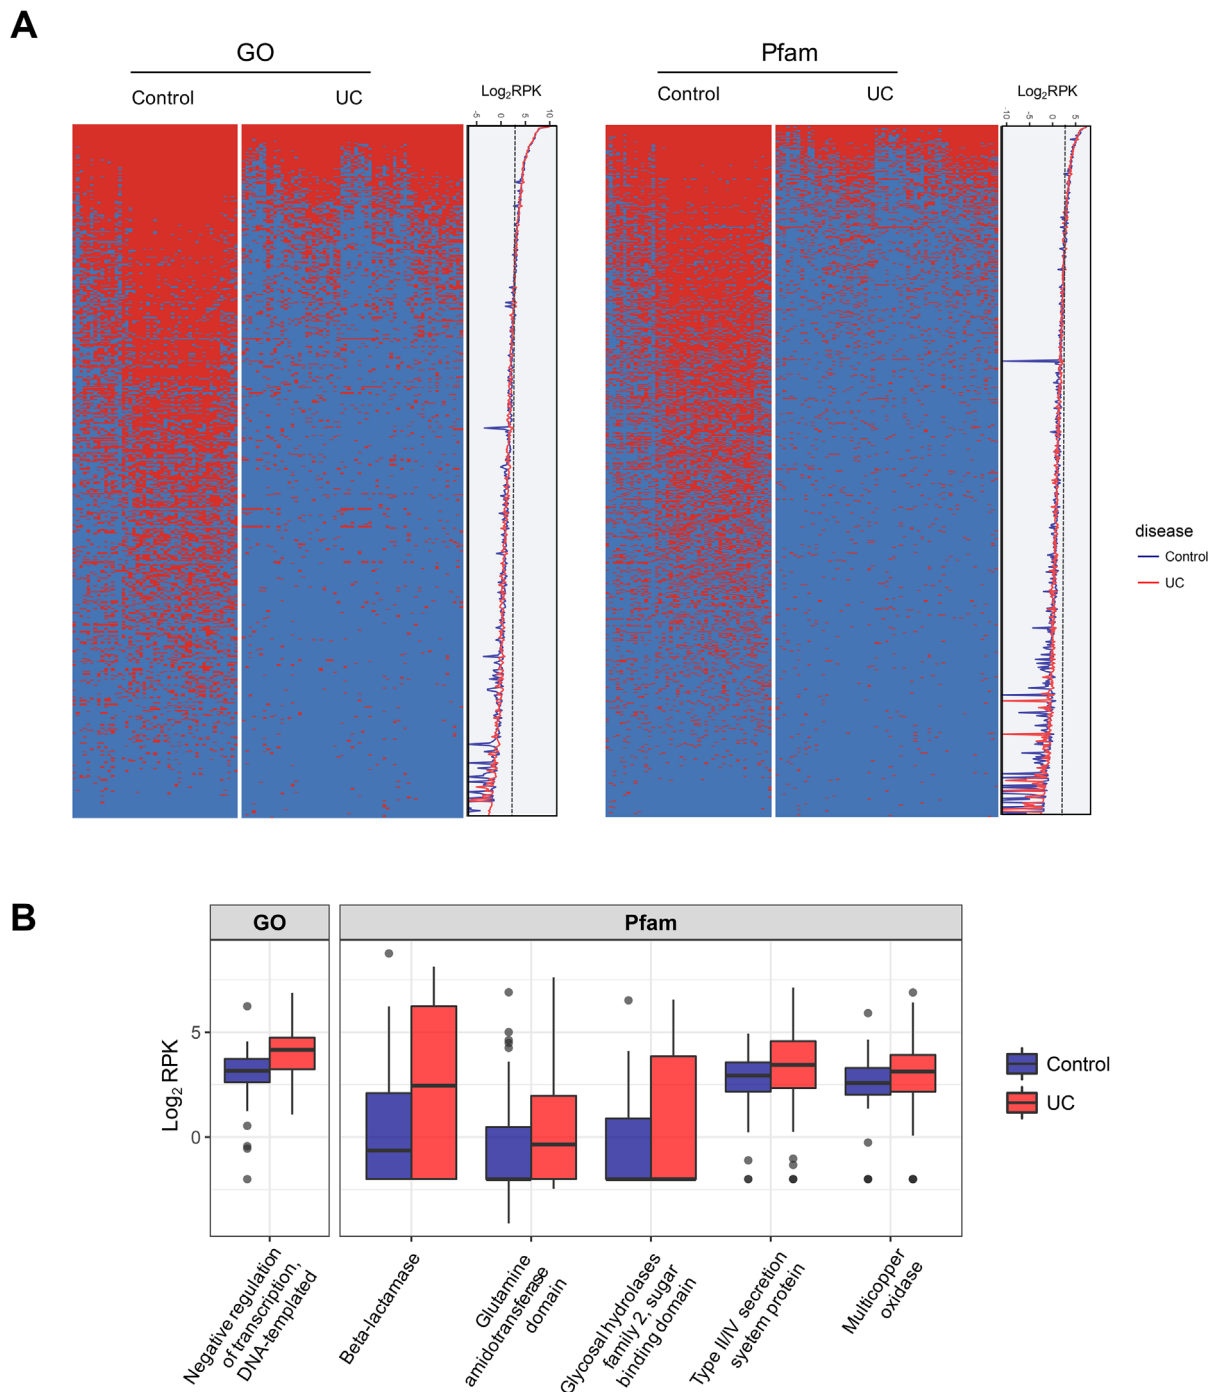 A
GO
Pfam
Control
UC
Log₂RPK
Control
UC
Log₂RPK
-5
0
5
10
-10
-5
0
5
disease
Control
UC
B
GO
Pfam
Log₂ RPK
5
0
Control
UC
Negative regulation
of transcription,
DNA-templated
Beta-lactamase
Glutamine
amidotransferase
domain
Glycosal hydrolases
family 2, sugar
binding domain
Type II/IV secretion
syetem protein
Multicopper
oxidase